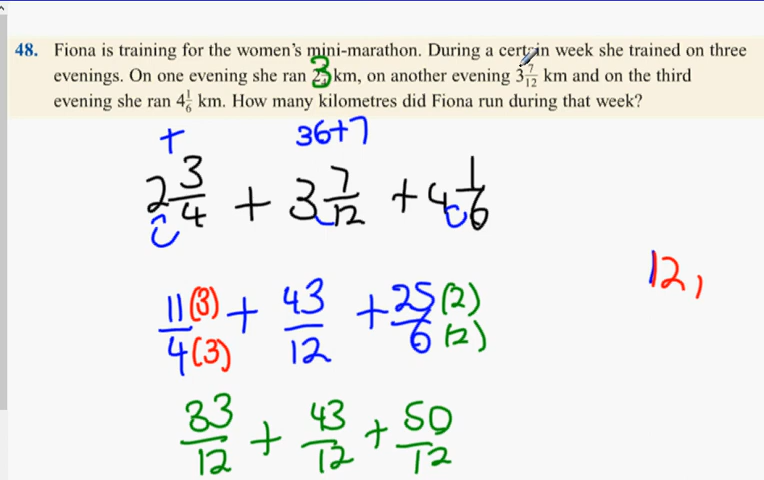 48. Fiona is training for the women's mini-marathon. During a certain week she trained on three
evenings. On one evening she ran 2 3/4 km, on another evening 3 7/12 km and on the third
evening she ran 4 1/6 km. How many kilometres did Fiona run during that week?
3
+ 36+7
2 3/4 + 3 7/12 + 4 1/6
12,
11(3)/4(3) + 43/12 + 25(2)/6(2)
33/12 + 43/12 + 50/12